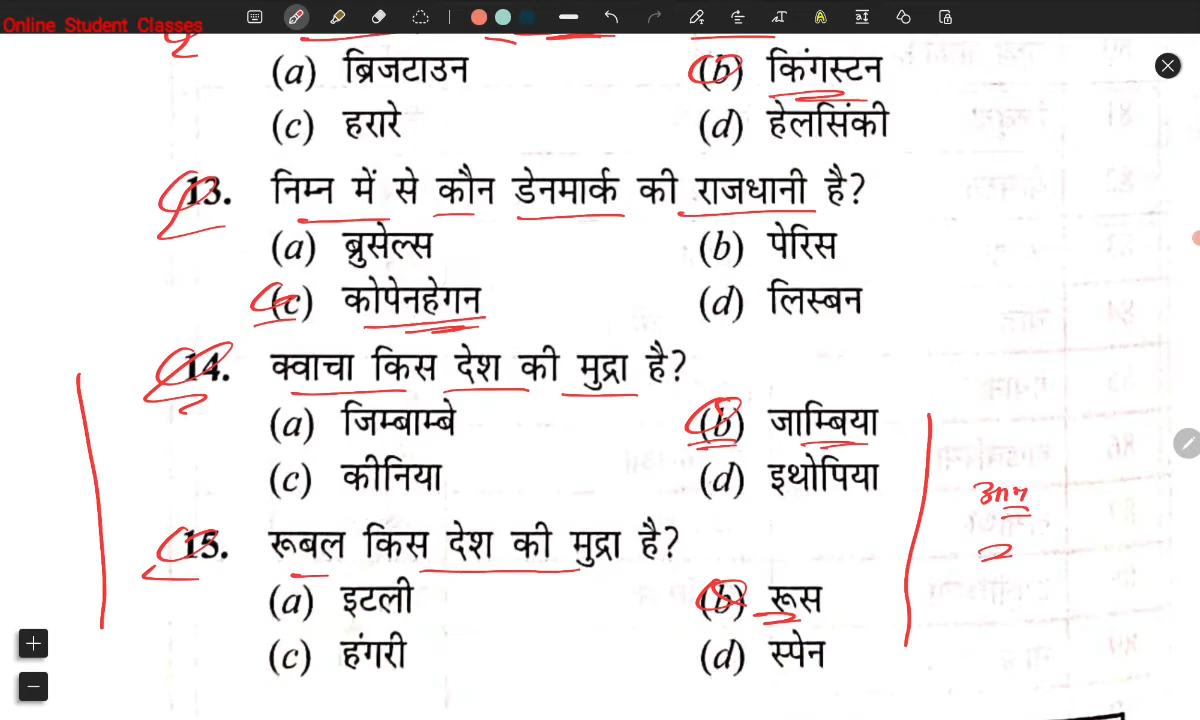 Online Student Classes
(a) ब्रिजटाउन (b) किंगस्टन
(c) हरारे (d) हेलसिंकी
13. निम्न में से कौन डेनमार्क की राजधानी है?
(a) ब्रुसेल्स (b) पेरिस
(c) कोपेनहेगन (d) लिस्बन
14. क्वाचा किस देश की मुद्रा है?
(a) जिम्बाम्बे (b) जाम्बिया
(c) कीनिया (d) इथोपिया
15. रूबल किस देश की मुद्रा है?
(a) इटली (b) रूस
(c) हंगरी (d) स्पेन